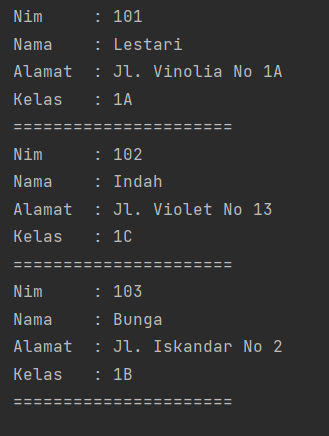 Nim     : 101
Nama    : Lestari
Alamat  : Jl. Vinolia No 1A
Kelas   : 1A
======================
Nim     : 102
Nama    : Indah
Alamat  : Jl. Violet No 13
Kelas   : 1C
======================
Nim     : 103
Nama    : Bunga
Alamat  : Jl. Iskandar No 2
Kelas   : 1B
======================